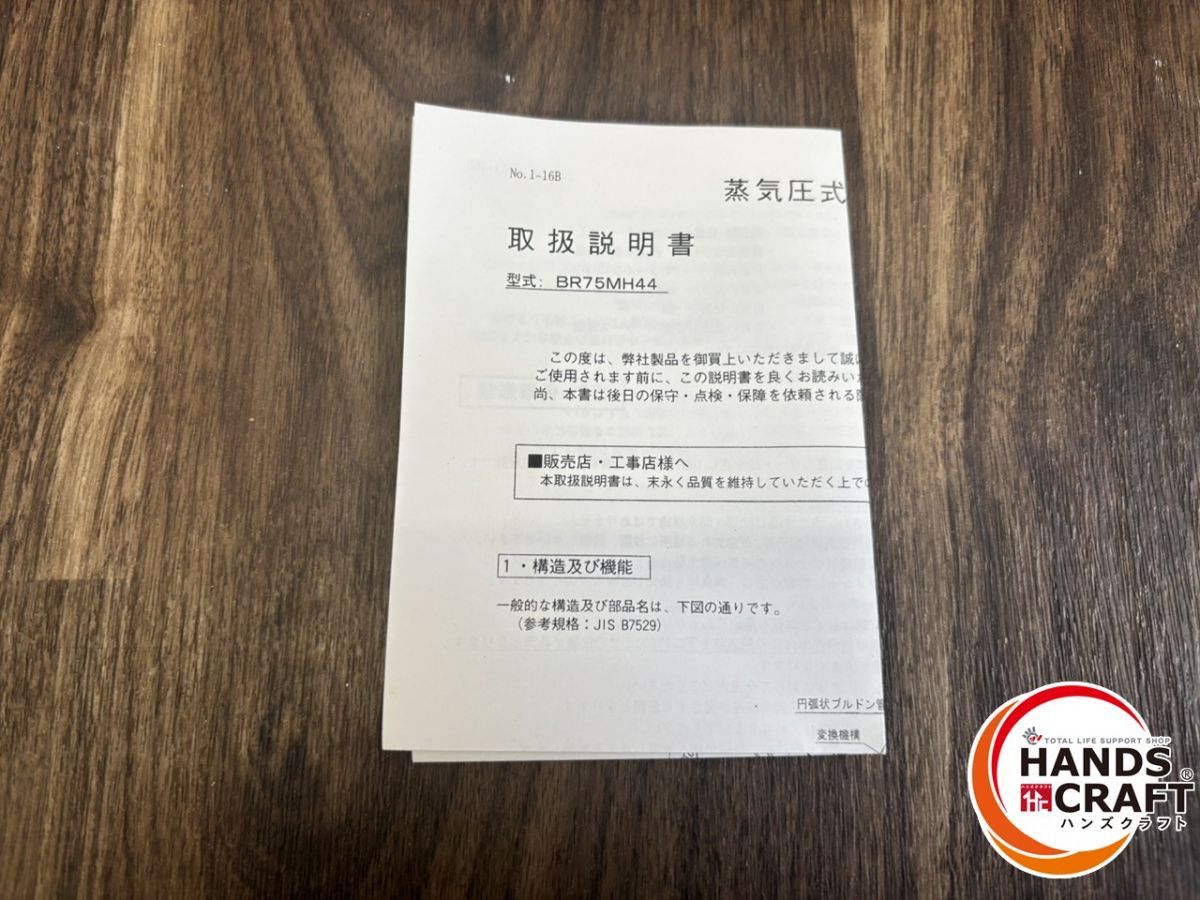 No.1-16B
蒸気圧式
取扱説明書
型式: BR75MH44
この度は、弊社製品を御買上いただきまして誠に
ご使用されます前に、この説明書を良くお読みいた
尚、本書は後日の保守・点検・保障を依頼される際
■販売店・工事店様へ
本取扱説明書は、末永く品質を維持していただく上での
1・構造及び機能
一般的な構造及び部品名は、下図の通りです。
(参考規格:JIS B7529)
円弧状ブルドン管
変換機構
TOTAL LIFE SUPPORT SHOP
HANDS
CRAFT®
ハンズクラフト